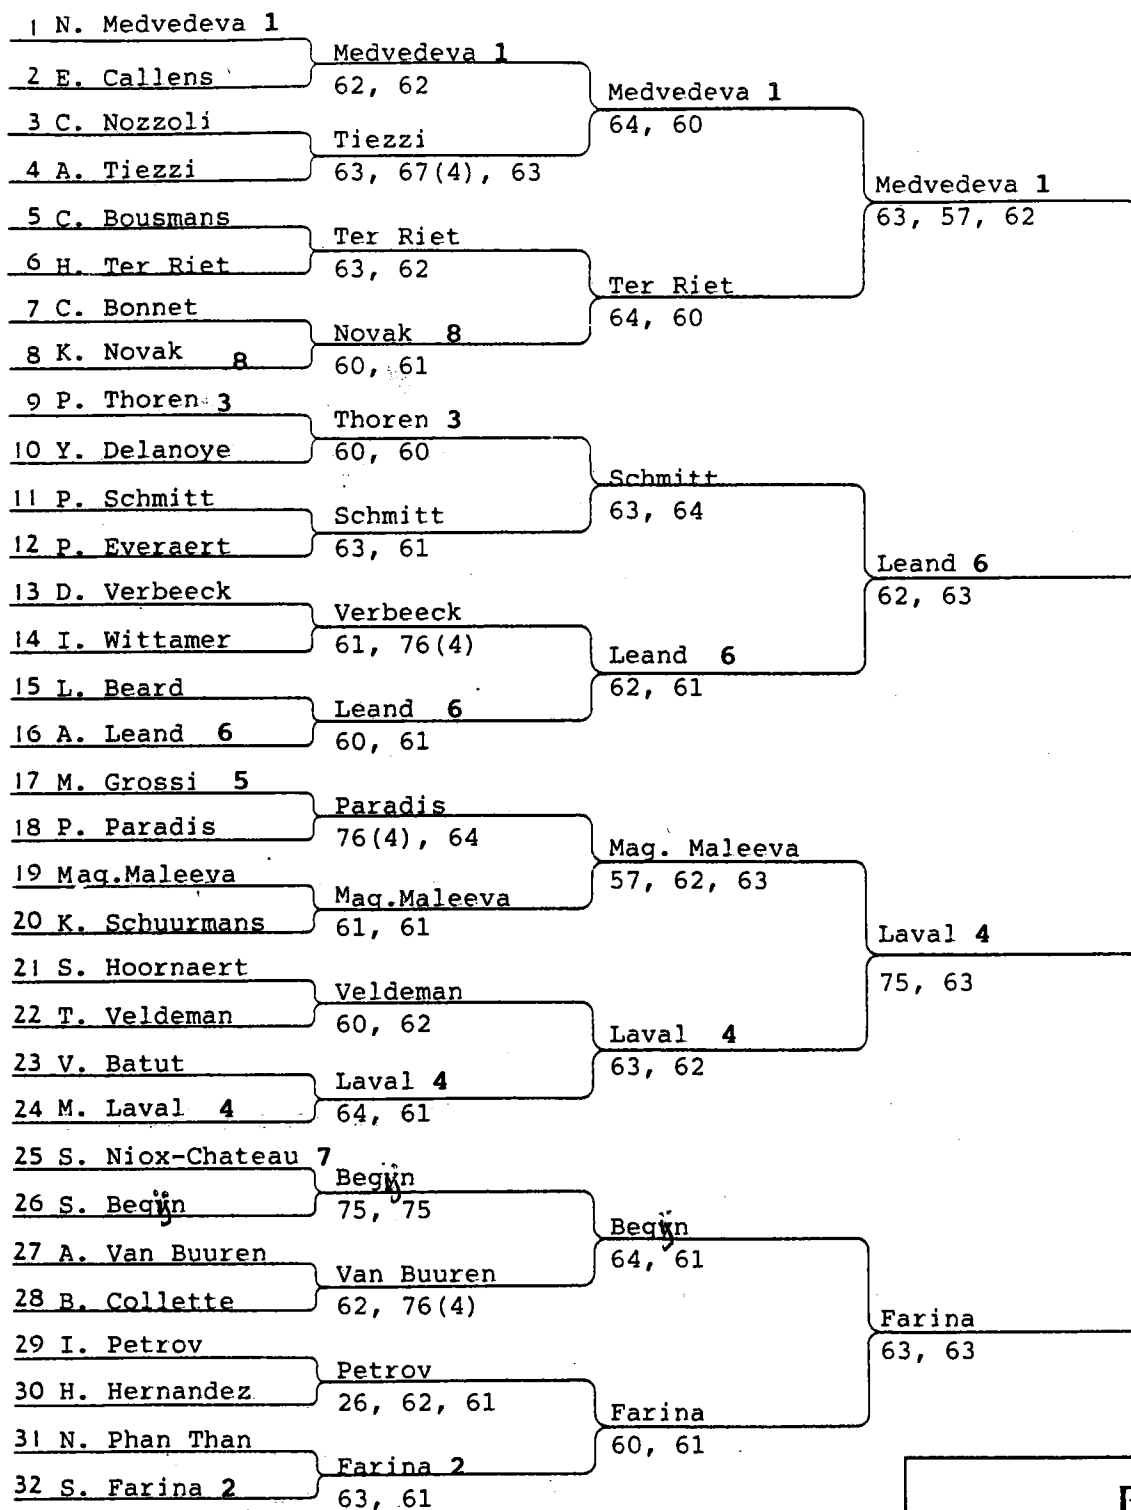 1 N. Medvedeva 1
2 E. Callens
3 C. Nozzoli
4 A. Tiezzi
5 C. Bousmans
6 H. Ter Riet
7 C. Bonnet
8 K. Novak 8
9 P. Thoren 3
10 Y. Delanoye
11 P. Schmitt
12 P. Everaert
13 D. Verbeeck
14 I. Wittamer
15 L. Beard
16 A. Leand 6
17 M. Grossi 5
18 P. Paradis
19 Mag.Maleeva
20 K. Schuurmans
21 S. Hoornaert
22 T. Veldeman
23 V. Batut
24 M. Laval 4
25 S. Niox-Chateau 7
26 S. Begijn
27 A. Van Buuren
28 B. Collette
29 I. Petrov
30 H. Hernandez
31 N. Phan Than
32 S. Farina 2
Medvedeva 1
62, 62
Tiezzi
63, 67(4), 63
Ter Riet
63, 62
Novak 8
60, 61
Thoren 3
60, 60
Schmitt
63, 61
Verbeeck
61, 76(4)
Leand 6
60, 61
Paradis
76(4), 64
Mag.Maleeva
61, 61
Veldeman
60, 62
Laval 4
64, 61
Begijn
75, 75
Van Buuren
62, 76(4)
Petrov
26, 62, 61
Farina 2
63, 61
Medvedeva 1
64, 60
Ter Riet
64, 60
Schmitt
63, 64
Leand 6
62, 61
Mag. Maleeva
57, 62, 63
Laval 4
63, 62
Begijn
64, 61
Farina
60, 61
Medvedeva 1
63, 57, 62
Leand 6
62, 63
Laval 4
75, 63
Farina
63, 63